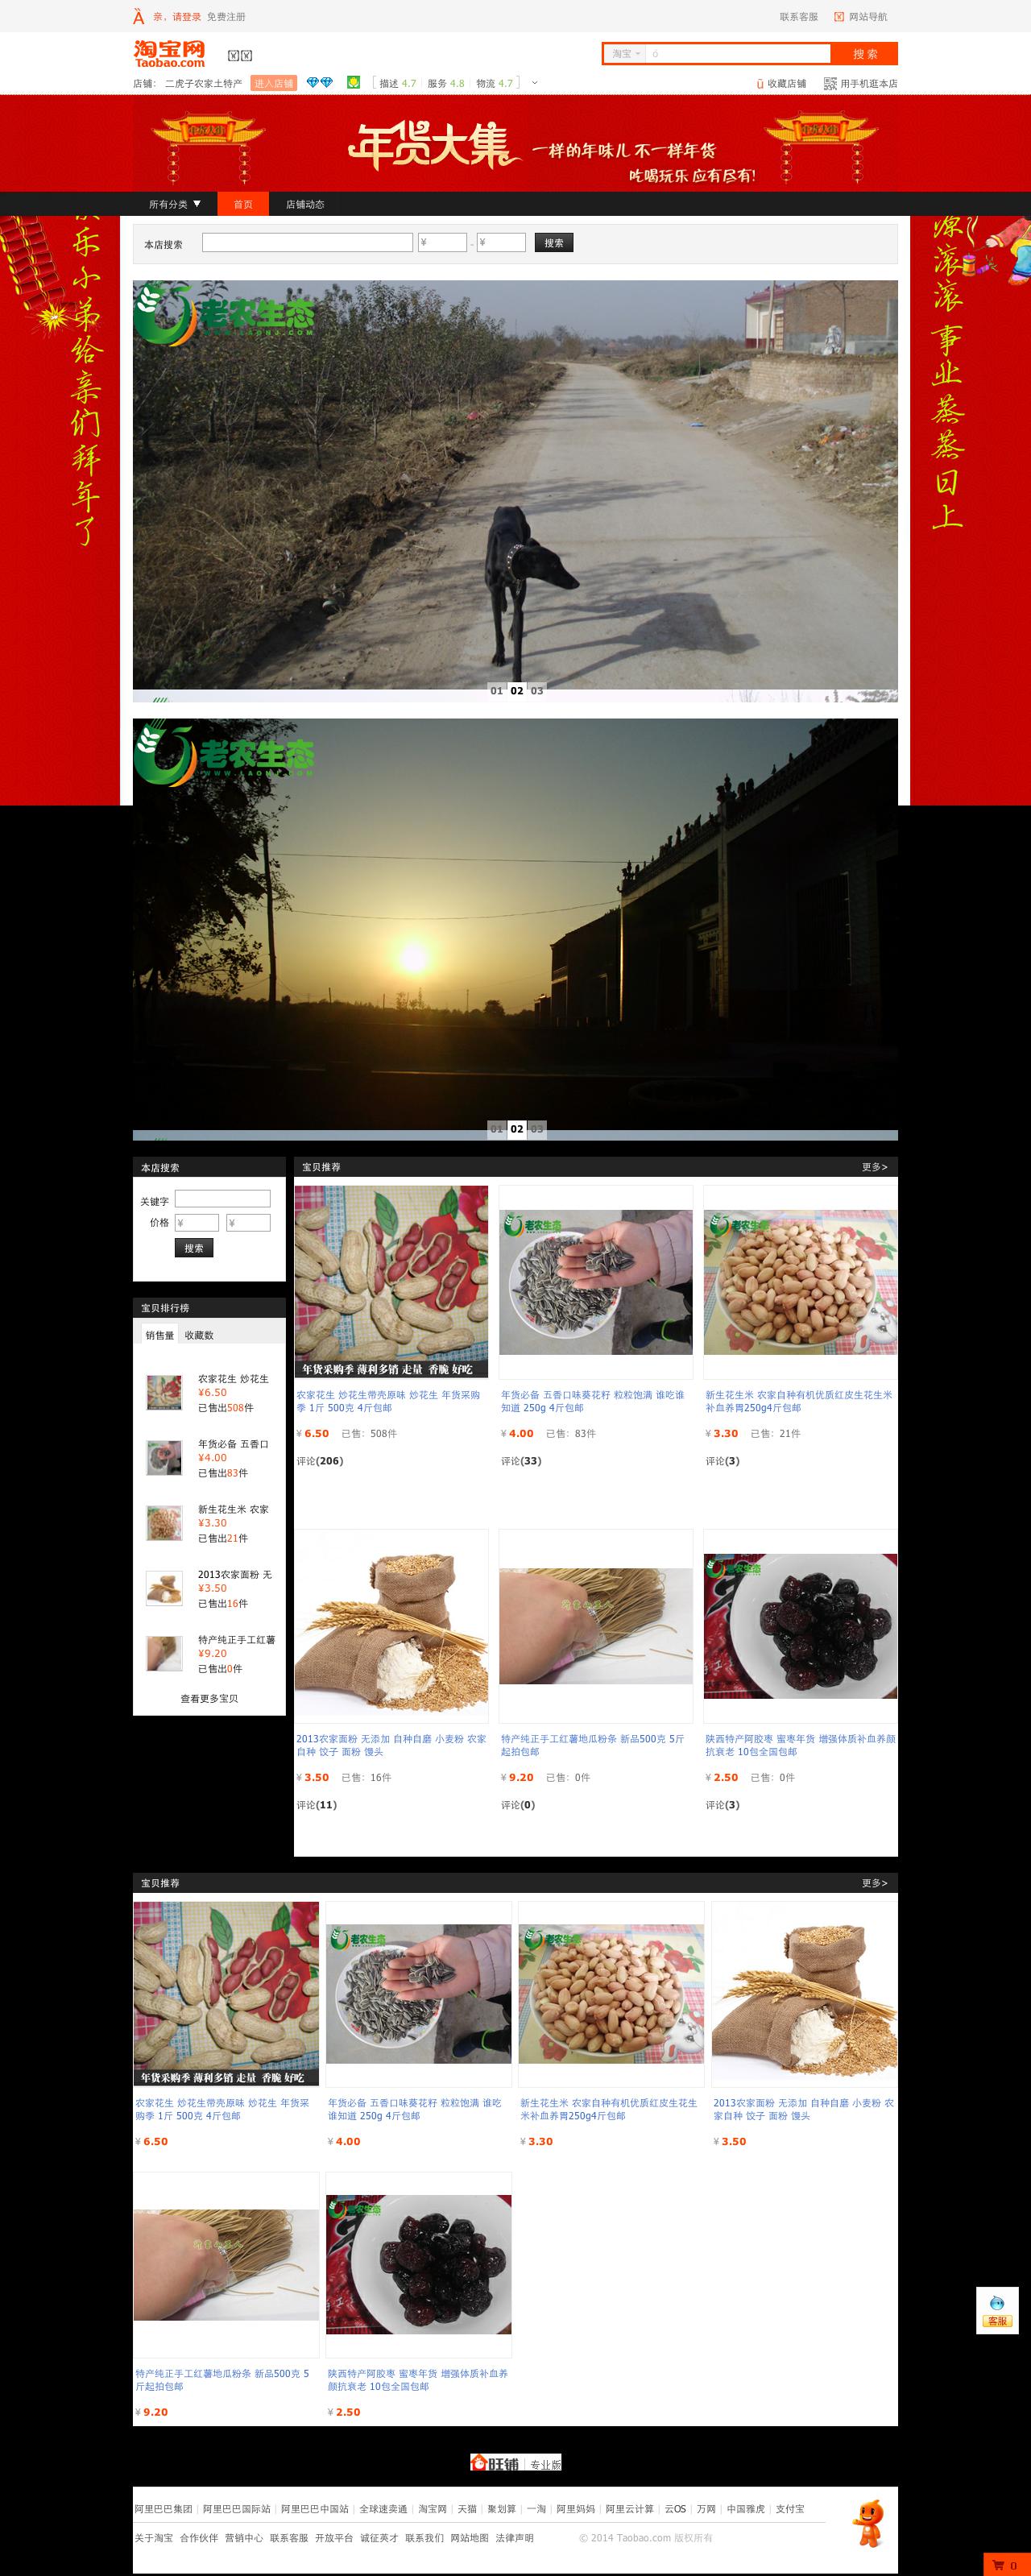 亲，请登录 免费注册 联系客服 网站导航
淘宝网
Taobao.com
淘宝 搜 索
店铺： 二虎子农家土特产 进入店铺 描述 4.7 服务 4.8 物流 4.7 收藏店铺 用手机逛本店
年货大集 一样的年味儿 不一样年货
吃喝玩乐 应有尽有!
所有分类 首页 店铺动态
乐小弟给亲们拜年了
源滚滚 事业蒸蒸日上
本店搜索 ¥ - ¥ 搜索
老农生态
01 02 03
老农生态
01 02 03
本店搜索
关键字
价格 ¥ ¥
搜索
宝贝排行榜
销售量 收藏数
农家花生 炒花生
¥6.50
已售出508件
年货必备 五香口
¥4.00
已售出83件
新生花生米 农家
¥3.30
已售出21件
2013农家面粉 无
¥3.50
已售出16件
特产纯正手工红薯
¥9.20
已售出0件
查看更多宝贝
宝贝推荐 更多>
年货采购季 薄利多销 走量 香脆 好吃
老农生态
老农生态
农家花生 炒花生带壳原味 炒花生 年货采购
季 1斤 500克 4斤包邮
¥ 6.50 已售：508件
评论(206)
年货必备 五香口味葵花籽 粒粒饱满 谁吃谁
知道 250g 4斤包邮
¥ 4.00 已售：83件
评论(33)
新生花生米 农家自种有机优质红皮生花生米
补血养胃250g4斤包邮
¥ 3.30 已售：21件
评论(3)
老农生态
2013农家面粉 无添加 自种自磨 小麦粉 农家
自种 饺子 面粉 馒头
¥ 3.50 已售：16件
评论(11)
特产纯正手工红薯地瓜粉条 新品500克 5斤
起拍包邮
¥ 9.20 已售：0件
评论(0)
陕西特产阿胶枣 蜜枣年货 增强体质补血养颜
抗衰老 10包全国包邮
¥ 2.50 已售：0件
评论(3)
宝贝推荐 更多>
年货采购季 薄利多销 走量 香脆 好吃
老农生态
老农生态
农家花生 炒花生带壳原味 炒花生 年货采
购季 1斤 500克 4斤包邮
¥ 6.50
年货必备 五香口味葵花籽 粒粒饱满 谁吃
谁知道 250g 4斤包邮
¥ 4.00
新生花生米 农家自种有机优质红皮生花生
米补血养胃250g4斤包邮
¥ 3.30
2013农家面粉 无添加 自种自磨 小麦粉 农
家自种 饺子 面粉 馒头
¥ 3.50
老农生态
特产纯正手工红薯地瓜粉条 新品500克 5
斤起拍包邮
¥ 9.20
陕西特产阿胶枣 蜜枣年货 增强体质补血养
颜抗衰老 10包全国包邮
¥ 2.50
客服
旺铺 专业版
阿里巴巴集团 | 阿里巴巴国际站 | 阿里巴巴中国站 | 全球速卖通 | 淘宝网 | 天猫 | 聚划算 | 一淘 | 阿里妈妈 | 阿里云计算 | 云OS | 万网 | 中国雅虎 | 支付宝
关于淘宝 合作伙伴 营销中心 联系客服 开放平台 诚征英才 联系我们 网站地图 法律声明 © 2014 Taobao.com 版权所有
0